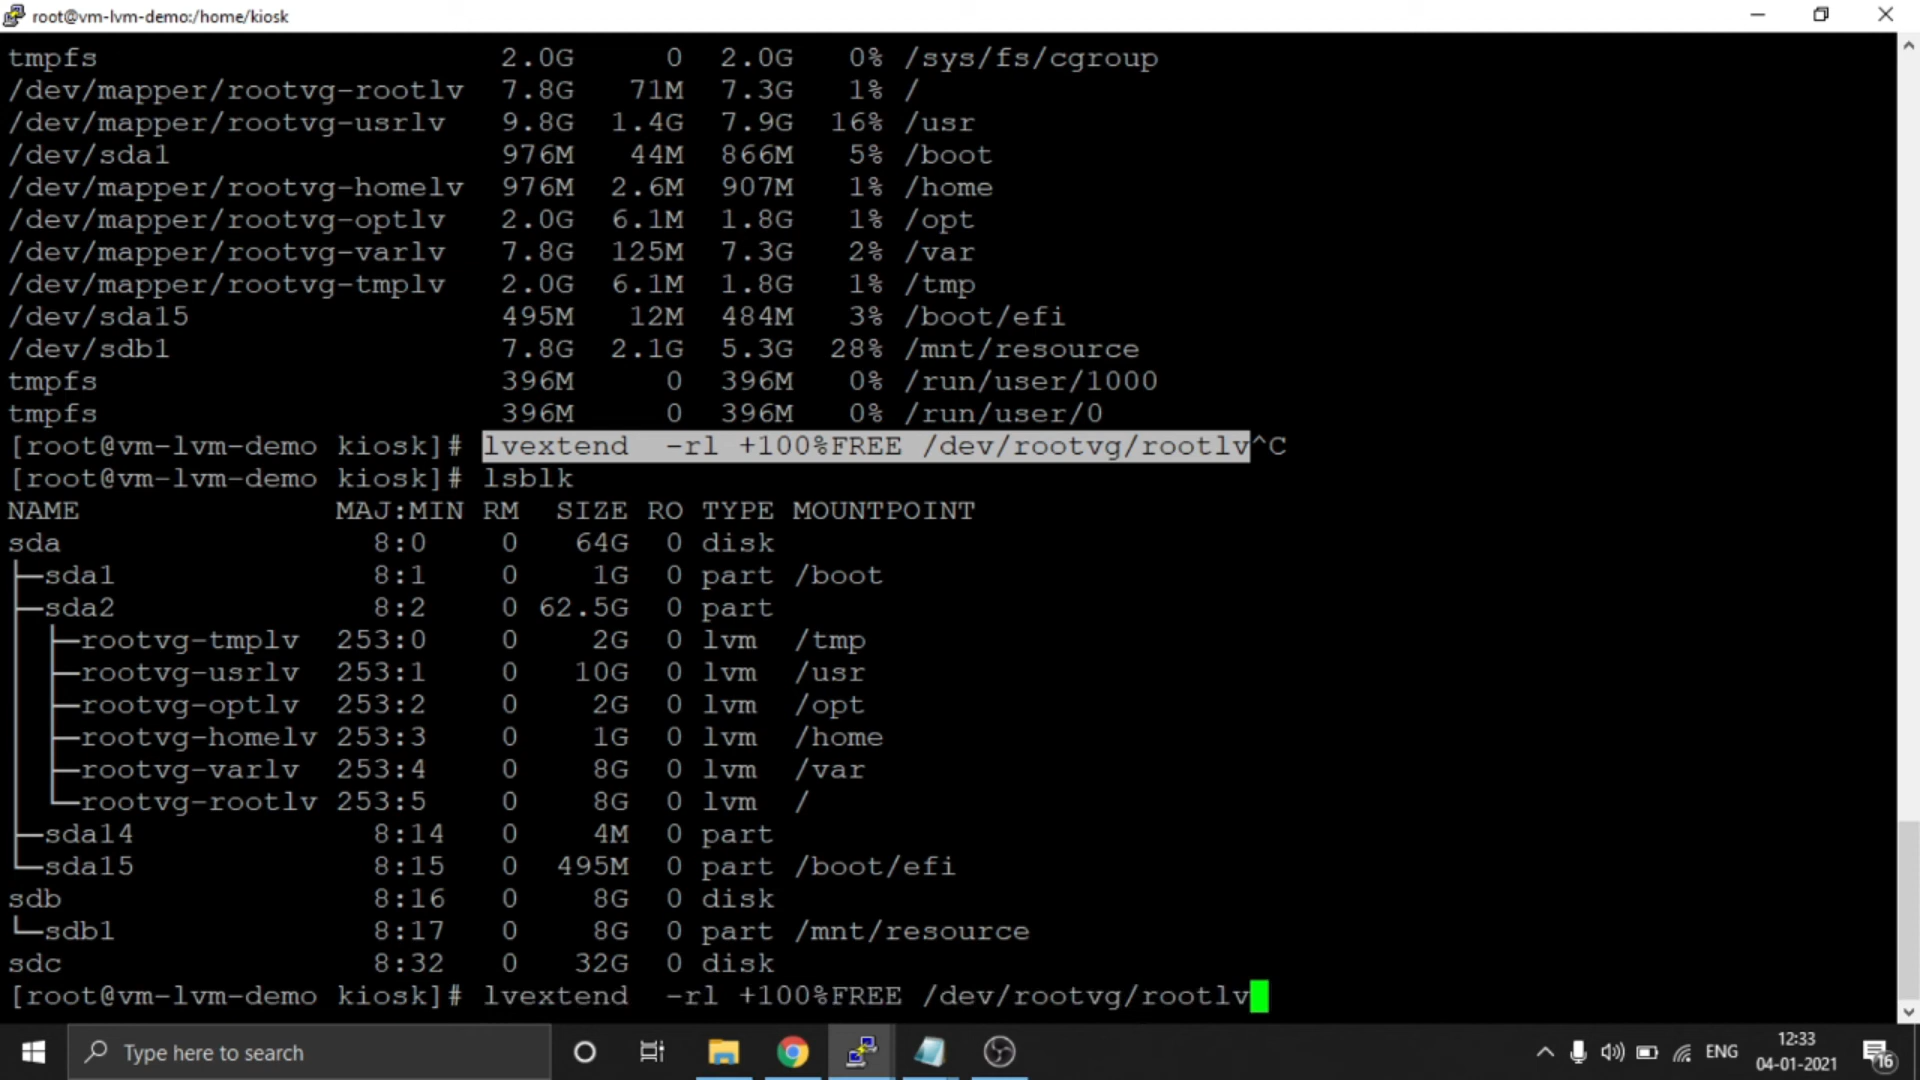 root@vm-lvm-demo:/home/kiosk
tmpfs 2.0G 0 2.0G 0% /sys/fs/cgroup
/dev/mapper/rootvg-rootlv 7.8G 71M 7.3G 1% /
/dev/mapper/rootvg-usrlv 9.8G 1.4G 7.9G 16% /usr
/dev/sda1 976M 44M 866M 5% /boot
/dev/mapper/rootvg-homelv 976M 2.6M 907M 1% /home
/dev/mapper/rootvg-optlv 2.0G 6.1M 1.8G 1% /opt
/dev/mapper/rootvg-varlv 7.8G 125M 7.3G 2% /var
/dev/mapper/rootvg-tmplv 2.0G 6.1M 1.8G 1% /tmp
/dev/sda15 495M 12M 484M 3% /boot/efi
/dev/sdb1 7.8G 2.1G 5.3G 28% /mnt/resource
tmpfs 396M 0 396M 0% /run/user/1000
tmpfs 396M 0 396M 0% /run/user/0
[root@vm-lvm-demo kiosk]# lvextend  -rl +100%FREE /dev/rootvg/rootlv^C
[root@vm-lvm-demo kiosk]# lsblk
NAME MAJ:MIN RM SIZE RO TYPE MOUNTPOINT
sda 8:0 0 64G 0 disk
├─sda1 8:1 0 1G 0 part /boot
├─sda2 8:2 0 62.5G 0 part
│ ├─rootvg-tmplv 253:0 0 2G 0 lvm /tmp
│ ├─rootvg-usrlv 253:1 0 10G 0 lvm /usr
│ ├─rootvg-optlv 253:2 0 2G 0 lvm /opt
│ ├─rootvg-homelv 253:3 0 1G 0 lvm /home
│ ├─rootvg-varlv 253:4 0 8G 0 lvm /var
│ └─rootvg-rootlv 253:5 0 8G 0 lvm /
├─sda14 8:14 0 4M 0 part
└─sda15 8:15 0 495M 0 part /boot/efi
sdb 8:16 0 8G 0 disk
└─sdb1 8:17 0 8G 0 part /mnt/resource
sdc 8:32 0 32G 0 disk
[root@vm-lvm-demo kiosk]# lvextend  -rl +100%FREE /dev/rootvg/rootlv
Type here to search
ENG
12:33
04-01-2021
16